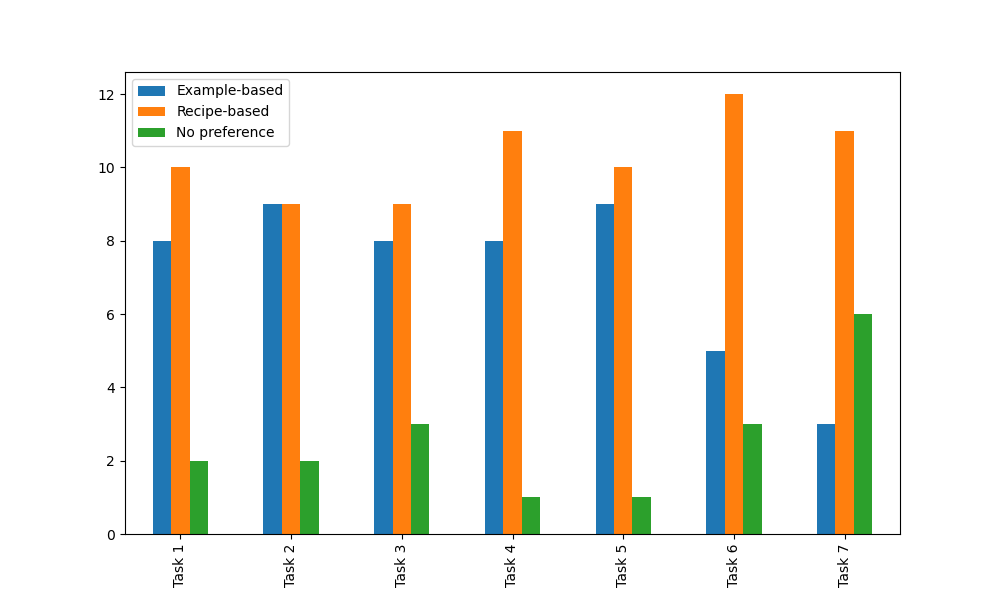 Example-based
Recipe-based
No preference
12
10
8
6
4
2
0
Task 1
Task 2
Task 3
Task 4
Task 5
Task 6
Task 7